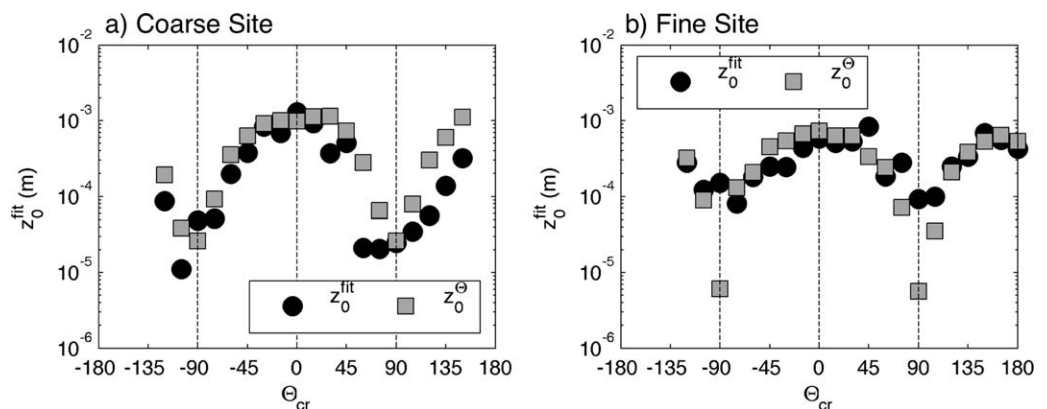 a) Coarse Site
z_0^fit (m)
10^-2
10^-3
10^-4
10^-5
10^-6
z_0^fit z_0^Θ
-180 -135 -90 -45 0 45 90 135 180
Θ_cr
b) Fine Site
z_0^fit (m)
10^-2
10^-3
10^-4
10^-5
10^-6
z_0^fit z_0^Θ
-180 -135 -90 -45 0 45 90 135 180
Θ_cr